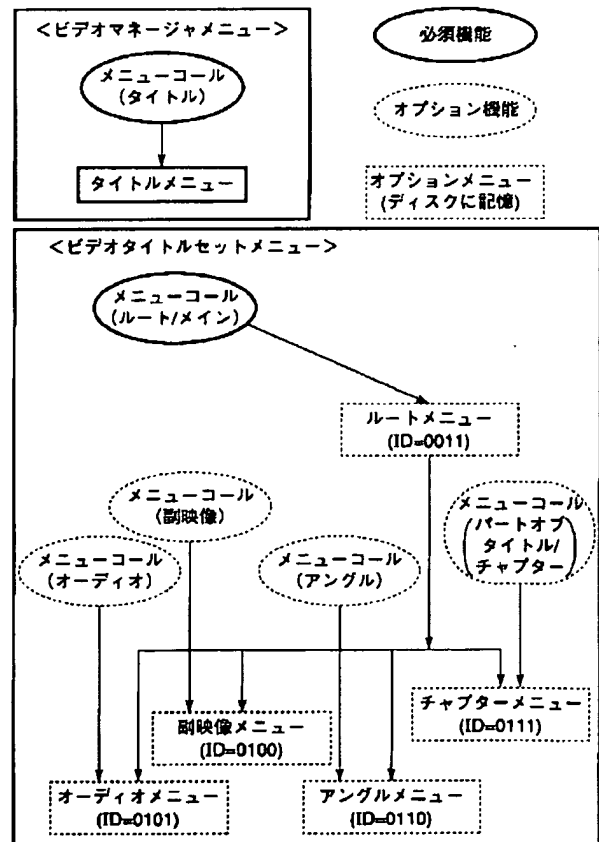 <ビデオマネージャメニュー>
メニューコール
(タイトル)
タイトルメニュー
必須機能
オプション機能
オプションメニュー
(ディスクに記憶)
<ビデオタイトルセットメニュー>
メニューコール
(ルート/メイン)
ルートメニュー
(ID=0011)
メニューコール
(副映像)
メニューコール
(オーディオ)
メニューコール
(アングル)
メニューコール
(パートオブ
タイトル/
チャプター)
副映像メニュー
(ID=0100)
チャプターメニュー
(ID=0111)
オーディオメニュー
(ID=0101)
アングルメニュー
(ID=0110)